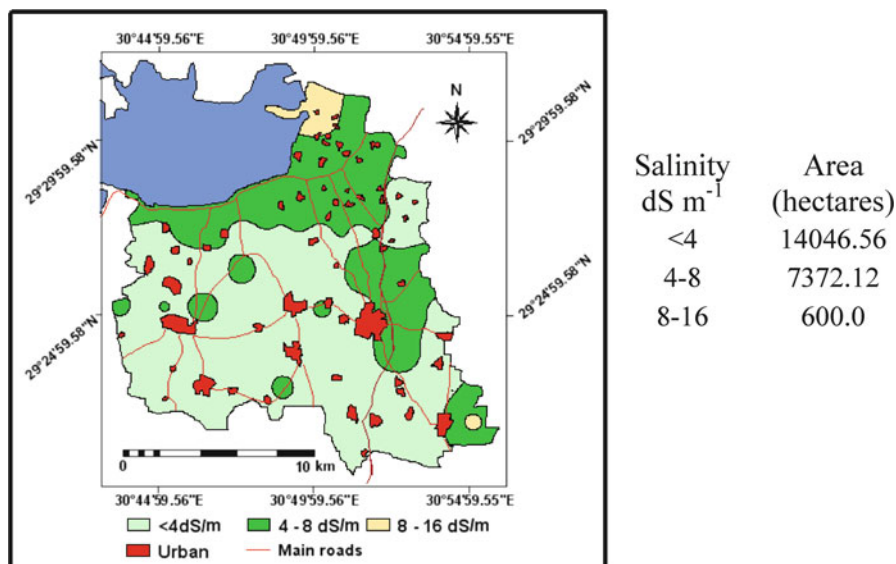 30°44'59.56"E 30°49'59.56"E 30°54'59.55"E
N
29°29'59.58"N 29°29'59.58"N
29°24'59.58"N 29°24'59.58"N
0 10 km
30°44'59.56"E 30°49'59.56"E 30°54'59.55"E
<4dS/m 4 - 8 dS/m 8 - 16 dS/m
Urban Main roads
Salinity Area
dS m⁻¹ (hectares)
<4 14046.56
4-8 7372.12
8-16 600.0